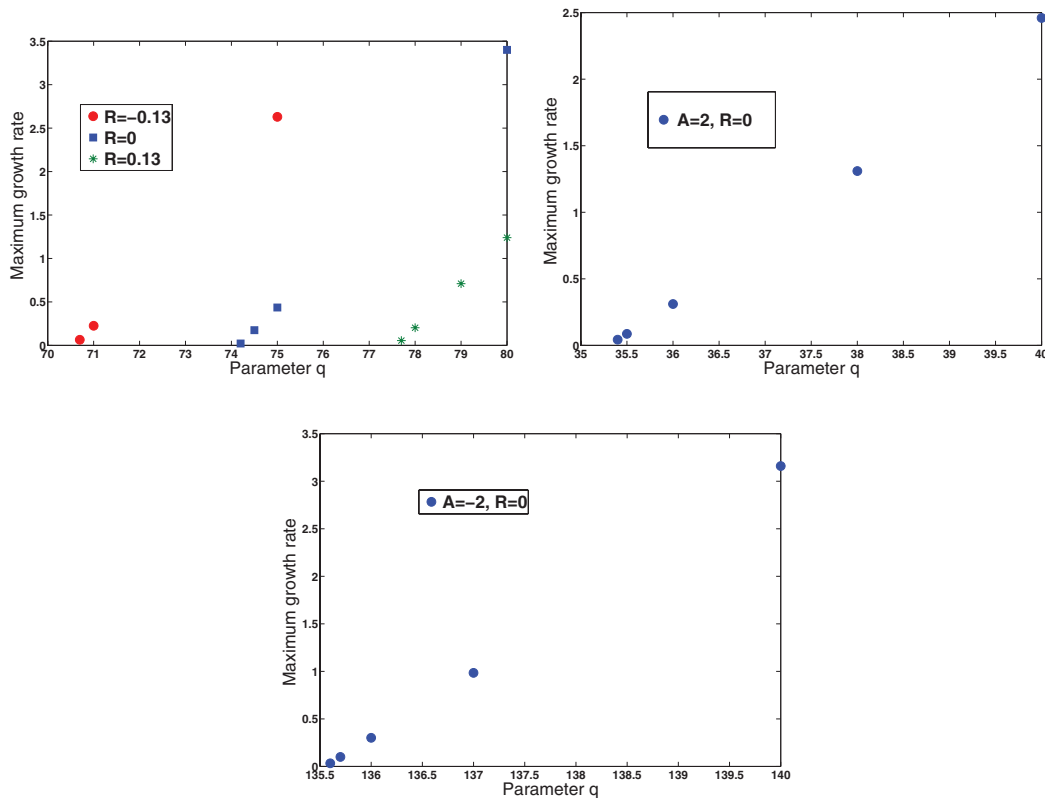 3.5
3
2.5
2
1.5
1
0.5
0
70 71 72 73 74 75 76 77 78 79 80
Maximum growth rate
Parameter q
R=−0.13
R=0
R=0.13
2.5
2
1.5
1
0.5
0
35 35.5 36 36.5 37 37.5 38 38.5 39 39.5 40
Maximum growth rate
Parameter q
A=2, R=0
3.5
3
2.5
2
1.5
1
0.5
0
135.5 136 136.5 137 137.5 138 138.5 139 139.5 140
Maximum growth rate
Parameter q
A=−2, R=0